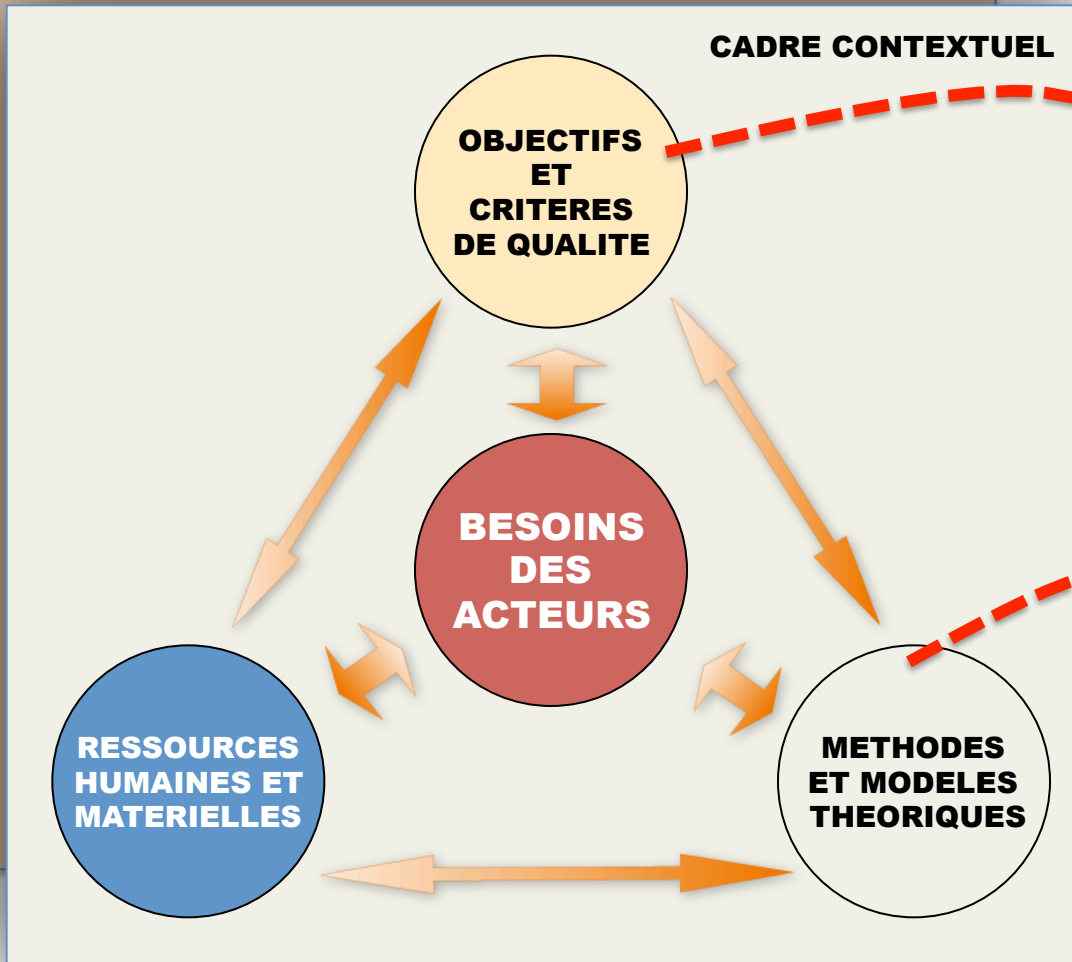 CADRE CONTEXTUEL
OBJECTIFS
ET
CRITERES
DE QUALITE
BESOINS
DES
ACTEURS
RESSOURCES
HUMAINES ET
MATERIELLES
METHODES
ET MODELES
THEORIQUES